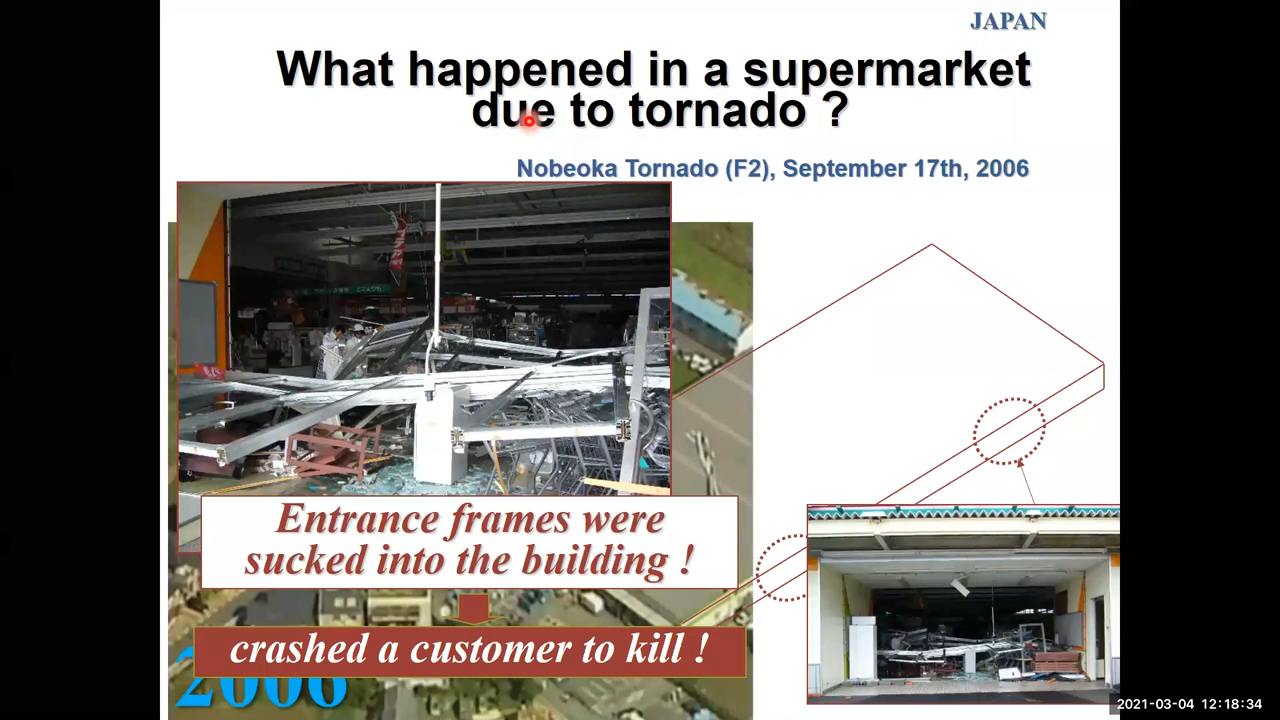 JAPAN
What happened in a supermarket
due to tornado ?
Nobeoka Tornado (F2), September 17th, 2006
Entrance frames were
sucked into the building !
crashed a customer to kill !
2006
2021-03-04 12:18:34